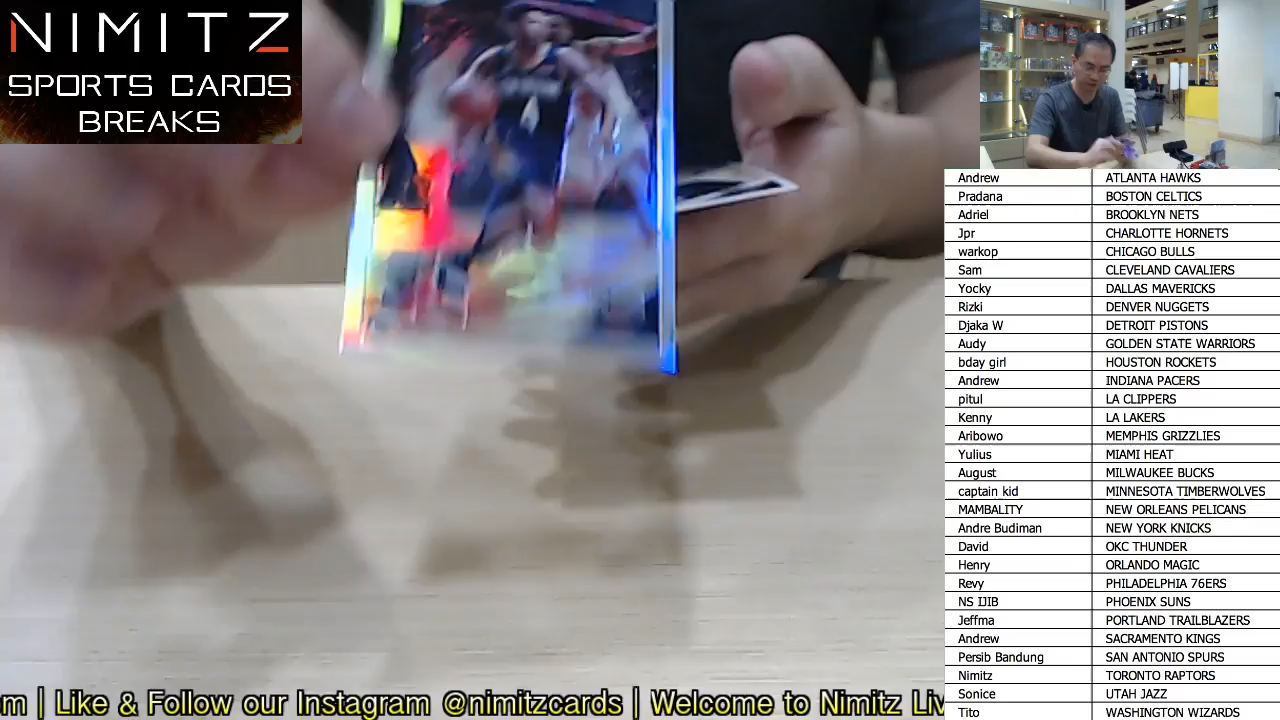 NIMITZ
SPORTS CARDS
BREAKS
4
Andrew ATLANTA HAWKS
Pradana BOSTON CELTICS
Adriel BROOKLYN NETS
Jpr CHARLOTTE HORNETS
warkop CHICAGO BULLS
Sam CLEVELAND CAVALIERS
Yocky DALLAS MAVERICKS
Rizki DENVER NUGGETS
Djaka W DETROIT PISTONS
Audy GOLDEN STATE WARRIORS
bday girl HOUSTON ROCKETS
Andrew INDIANA PACERS
pitul LA CLIPPERS
Kenny LA LAKERS
Aribowo MEMPHIS GRIZZLIES
Yulius MIAMI HEAT
August MILWAUKEE BUCKS
captain kid MINNESOTA TIMBERWOLVES
MAMBALITY NEW ORLEANS PELICANS
Andre Budiman NEW YORK KNICKS
David OKC THUNDER
Henry ORLANDO MAGIC
Revy PHILADELPHIA 76ERS
NS IJIB PHOENIX SUNS
Jeffma PORTLAND TRAILBLAZERS
Andrew SACRAMENTO KINGS
Persib Bandung SAN ANTONIO SPURS
Nimitz TORONTO RAPTORS
Sonice UTAH JAZZ
Tito WASHINGTON WIZARDS
m | Like & Follow our Instagram @nimitzcards | Welcome to Nimitz Liv